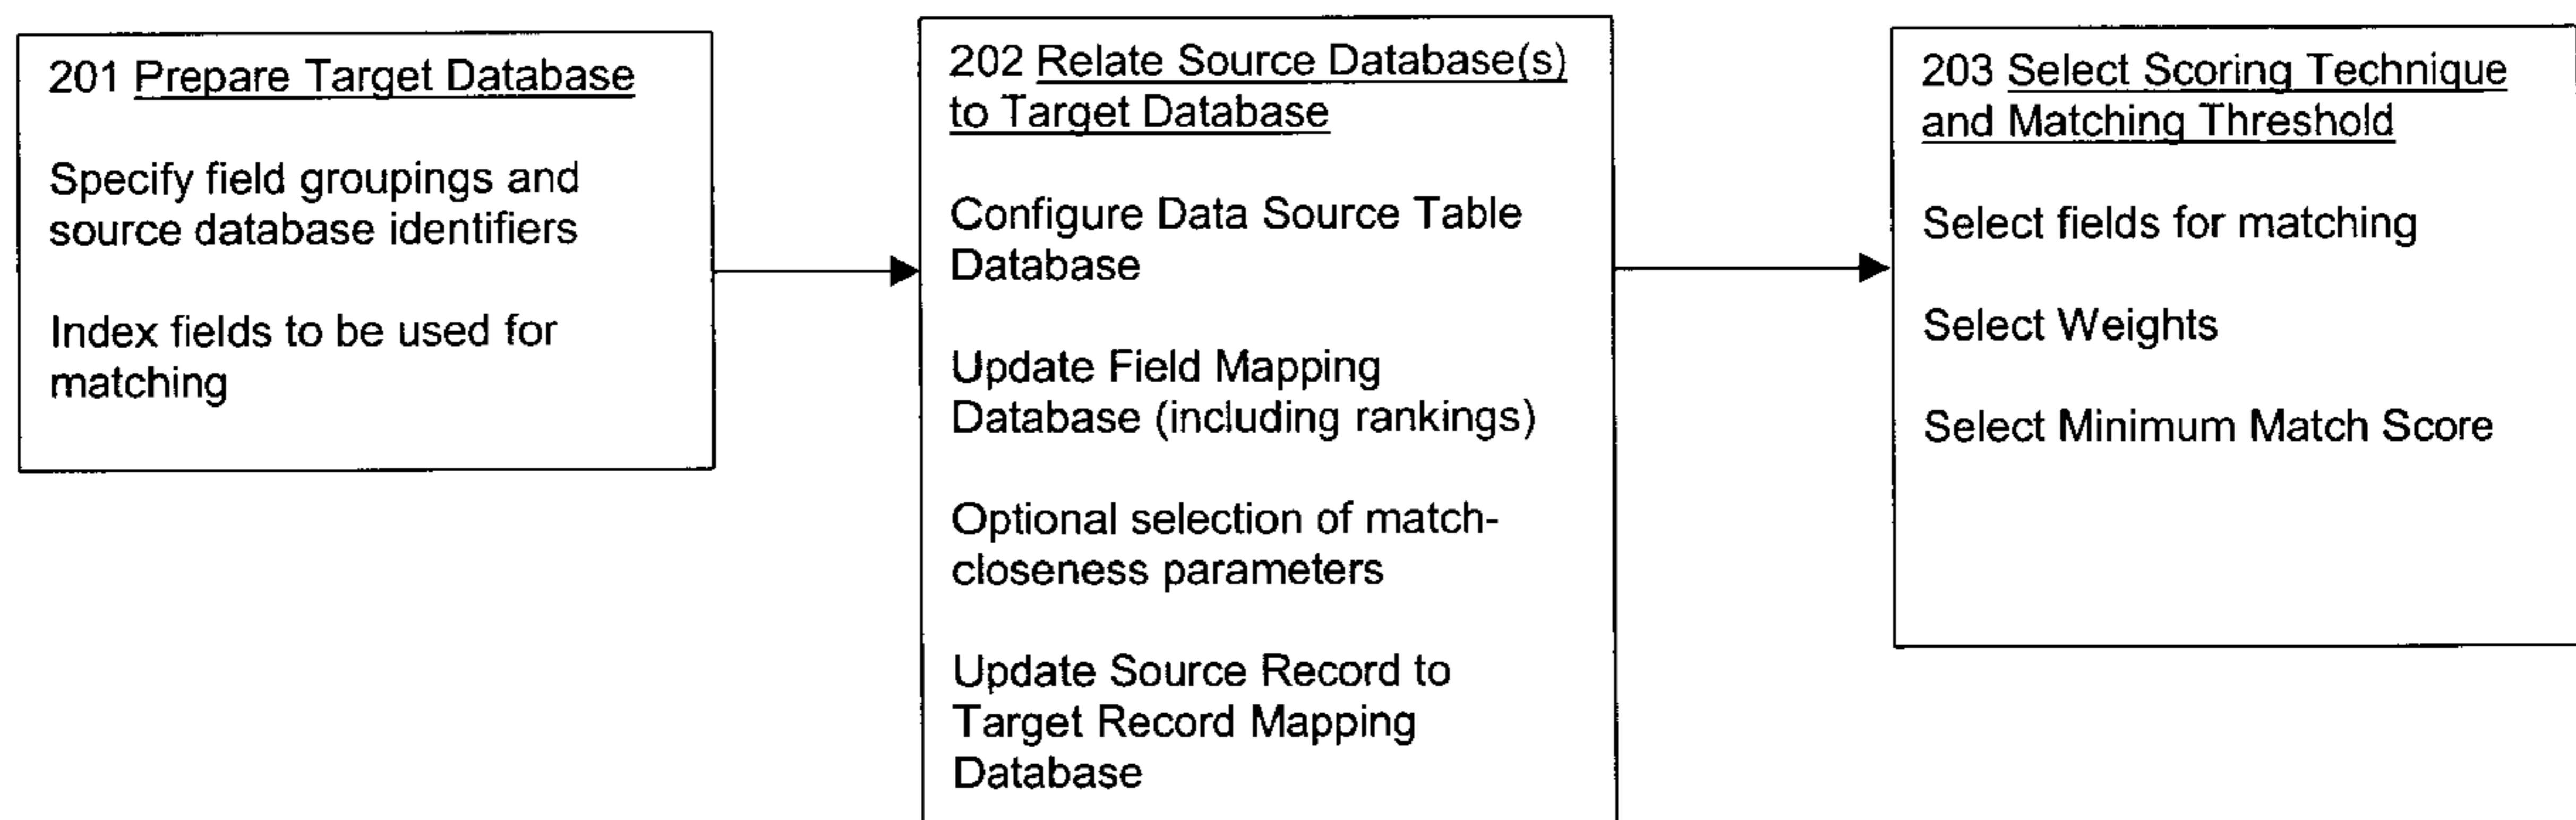 201 Prepare Target Database
Specify field groupings and
source database identifiers
Index fields to be used for
matching
202 Relate Source Database(s)
to Target Database
Configure Data Source Table
Database
Update Field Mapping
Database (including rankings)
Optional selection of match-
closeness parameters
Update Source Record to
Target Record Mapping
Database
203 Select Scoring Technique
and Matching Threshold
Select fields for matching
Select Weights
Select Minimum Match Score